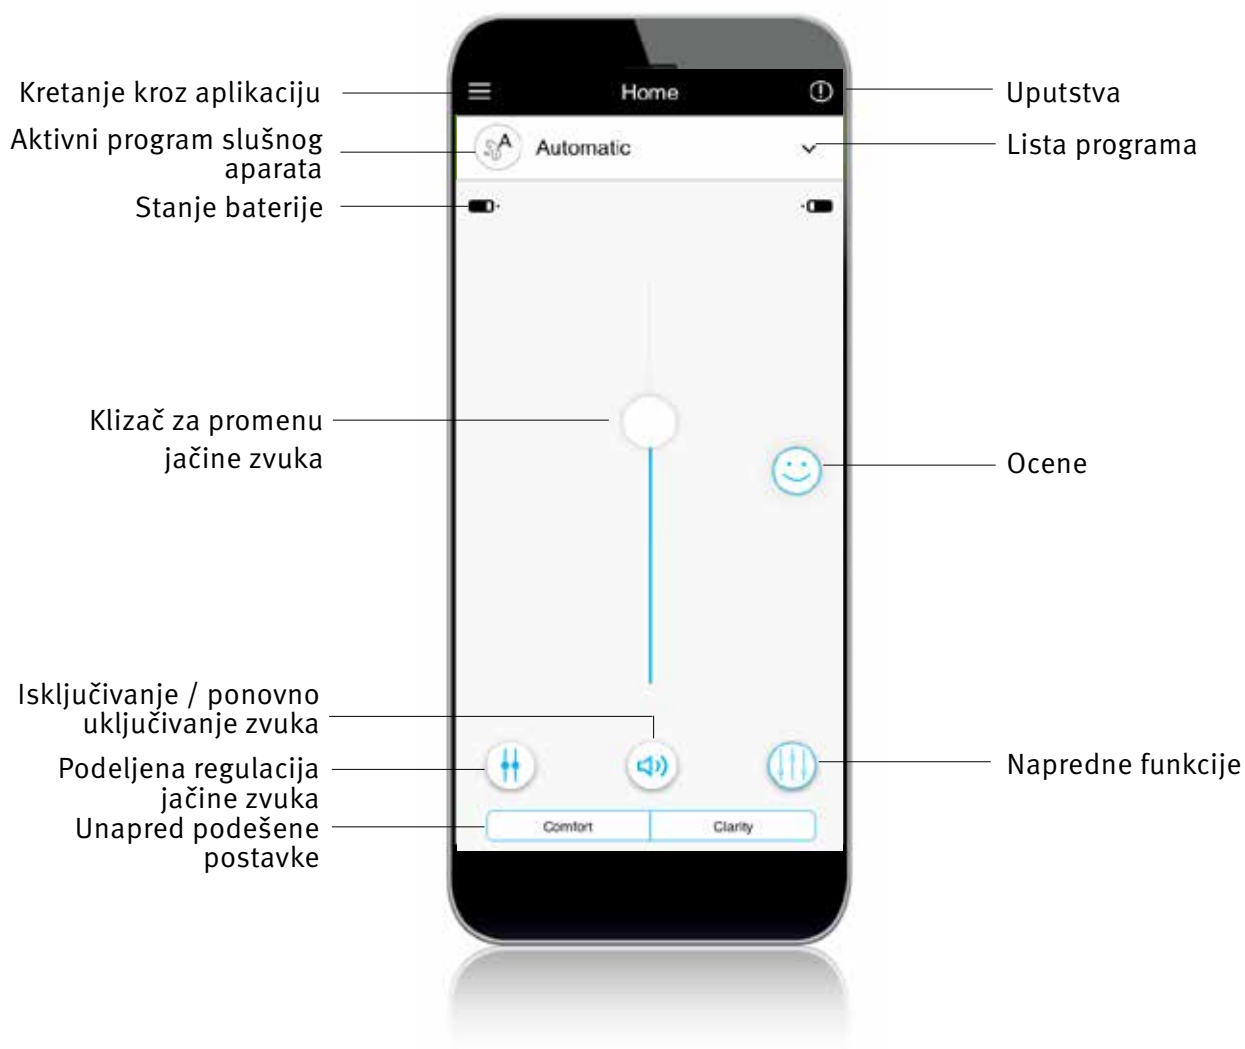 Kretanje kroz aplikaciju
Aktivni program slušnog
aparata
Stanje baterije
Klizač za promenu
jačine zvuka
Isključivanje / ponovno
uključivanje zvuka
Podeljena regulacija
jačine zvuka
Unapred podešene
postavke
Home
A
Automatic
Comfort
Clarity
Uputstva
Lista programa
Ocene
Napredne funkcije